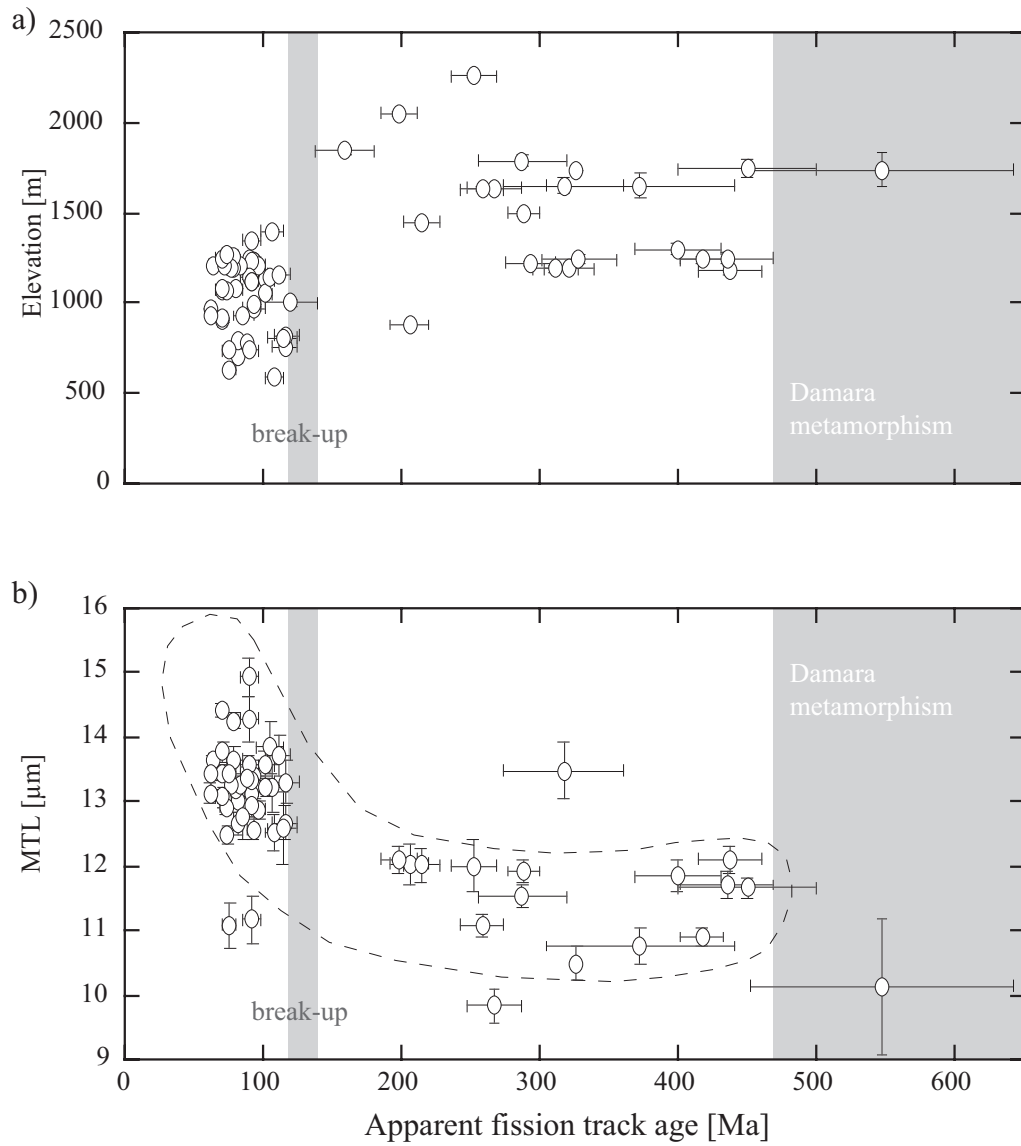 a)
2500
2000
1500
1000
500
0
Elevation [m]
break-up
Damara
metamorphism
b)
16
15
14
13
12
11
10
9
MTL [µm]
break-up
Damara
metamorphism
0 100 200 300 400 500 600
Apparent fission track age [Ma]